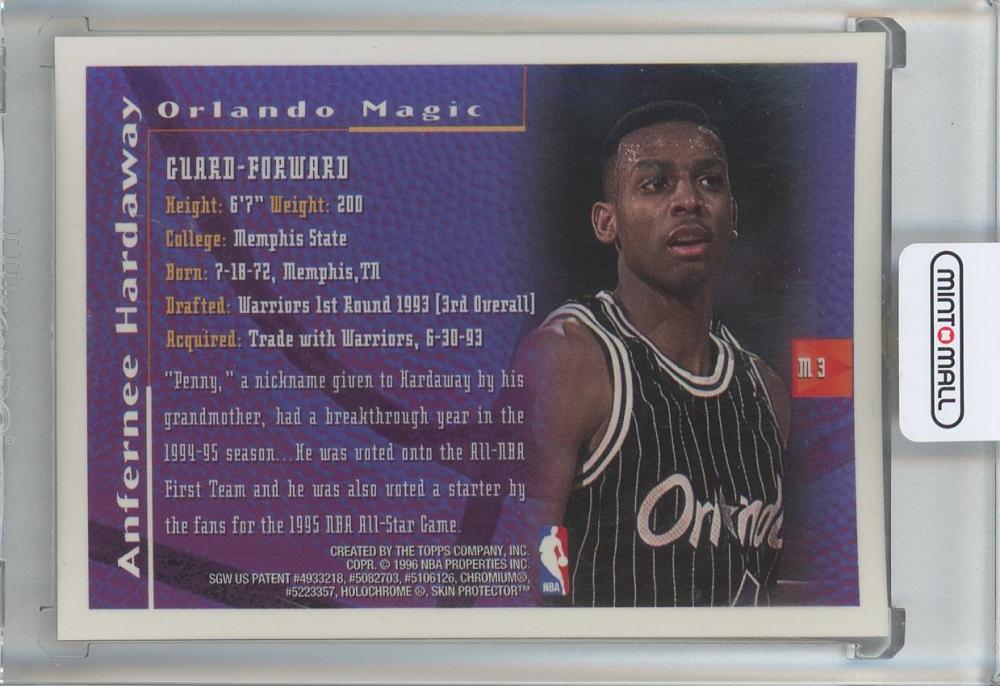 Anfernee Hardaway
Orlando Magic
GUARD-FORWARD
Height: 6'7" Weight: 200
College: Memphis State
Born: 7-18-72, Memphis,TN
Drafted: Warriors 1st Round 1993 (3rd Overall)
Acquired: Trade with Warriors, 6-30-93
"Penny," a nickname given to Hardaway by his
grandmother, had a breakthrough year in the
1994-95 season...He was voted onto the All-NBA
First Team and he was also voted a starter by
the fans for the 1995 NBA All-Star Game.
CREATED BY THE TOPPS COMPANY, INC.
COPR. © 1996 NBA PROPERTIES INC.
SGW US PATENT #4933218, #5082703, #5106126, CHROMIUM®,
#5223357, HOLOCHROME ®, SKIN PROTECTOR™
NBA
M 3
Orlando
MINT MALL